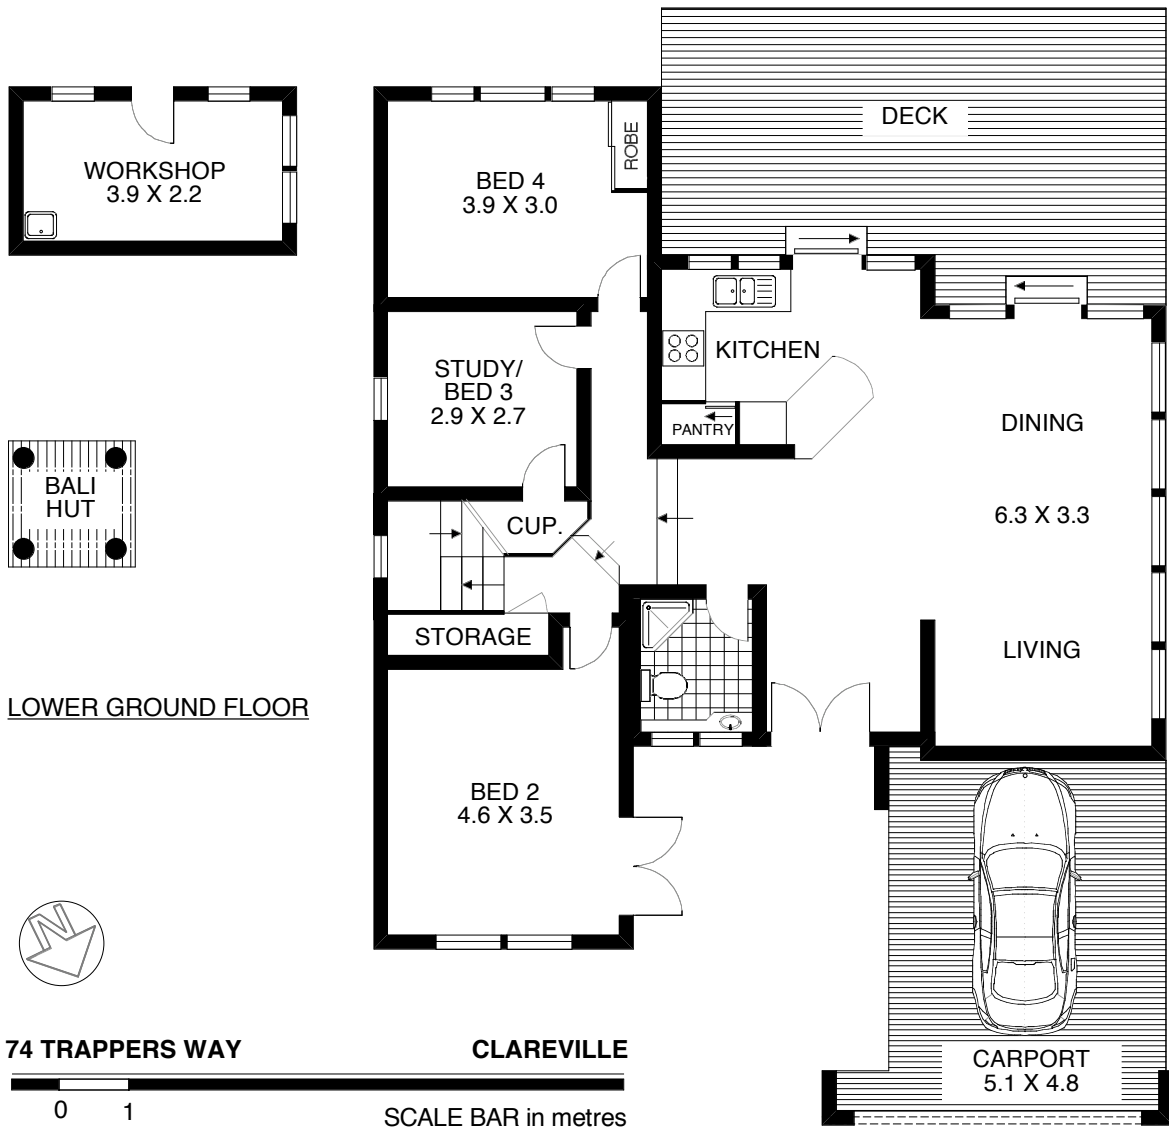 DECK
WORKSHOP
3.9 X 2.2
BED 4
3.9 X 3.0
ROBE
KITCHEN
STUDY/
BED 3
2.9 X 2.7
PANTRY
DINING
BALI
HUT
CUP.
6.3 X 3.3
STORAGE
LIVING
LOWER GROUND FLOOR
BED 2
4.6 X 3.5
N
74 TRAPPERS WAY
CLAREVILLE
CARPORT
5.1 X 4.8
0 1
SCALE BAR in metres